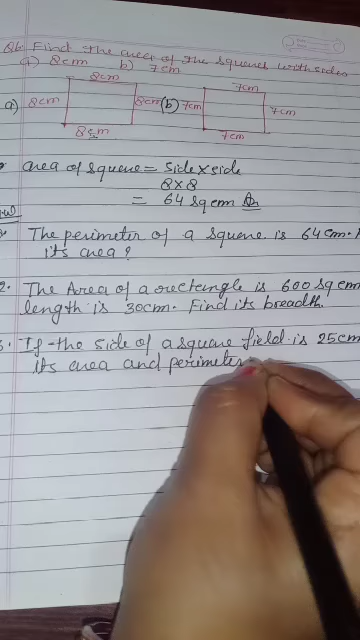 Q6. Find the area of the squares with sides
a) 8cm b) 7cm
8cm 7cm
a) 8cm 8cm (b) 7cm 7cm
8cm 7cm
area of square = side × side
8 × 8
= 64 sq cm Ans
The perimeter of a square is 64 cm.
its area?
2. The Area of a rectangle is 600 sq cm
length is 30cm. Find its breadth.
3. If the side of a square field is 25cm
its area and perimeter